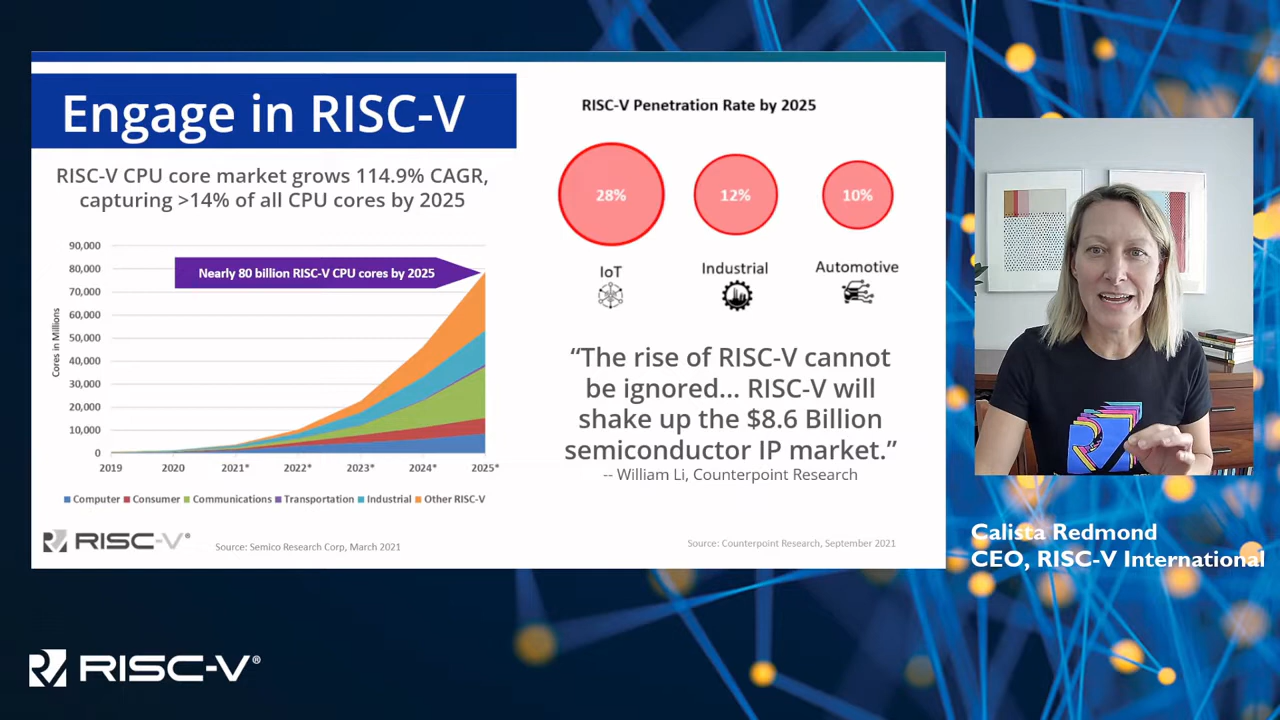 Engage in RISC-V
RISC-V CPU core market grows 114.9% CAGR,
capturing >14% of all CPU cores by 2025
90,000
80,000
70,000
60,000
50,000
40,000
30,000
20,000
10,000
0
Cores in Millions
Nearly 80 billion RISC-V CPU cores by 2025
2019 2020 2021* 2022* 2023* 2024* 2025*
Computer Consumer Communications Transportation Industrial Other RISC-V
RISC-V®
Source: Semico Research Corp, March 2021
RISC-V Penetration Rate by 2025
28% 12% 10%
IoT Industrial Automotive
“The rise of RISC-V cannot
be ignored... RISC-V will
shake up the $8.6 Billion
semiconductor IP market.”
-- William Li, Counterpoint Research
Source: Counterpoint Research, September 2021
Calista Redmond
CEO, RISC-V International
RISC-V®